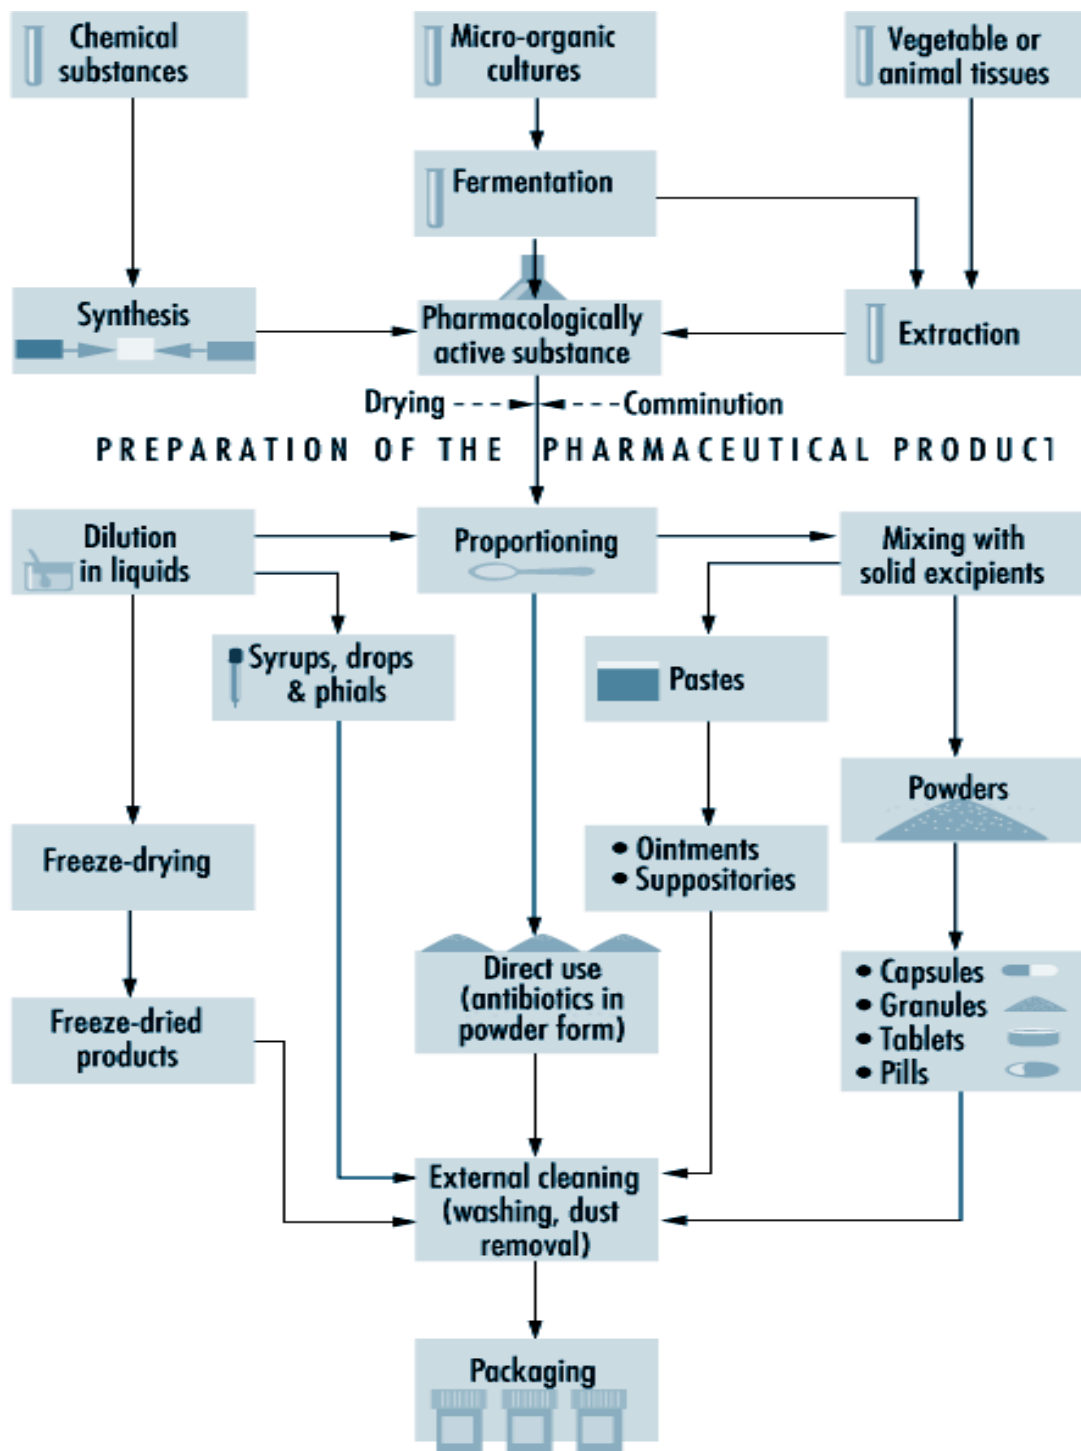 Chemical
substances
Micro-organic
cultures
Vegetable or
animal tissues
Fermentation
Synthesis
Pharmacologically
active substance
Extraction
Drying
Comminution
PREPARATION OF THE PHARMACEUTICAL PRODUCT
Dilution
in liquids
Proportioning
Mixing with
solid excipients
Syrups, drops
& phials
Pastes
Powders
Freeze-drying
• Ointments
• Suppositories
Direct use
(antibiotics in
powder form)
• Capsules
• Granules
• Tablets
• Pills
Freeze-dried
products
External cleaning
(washing, dust
removal)
Packaging